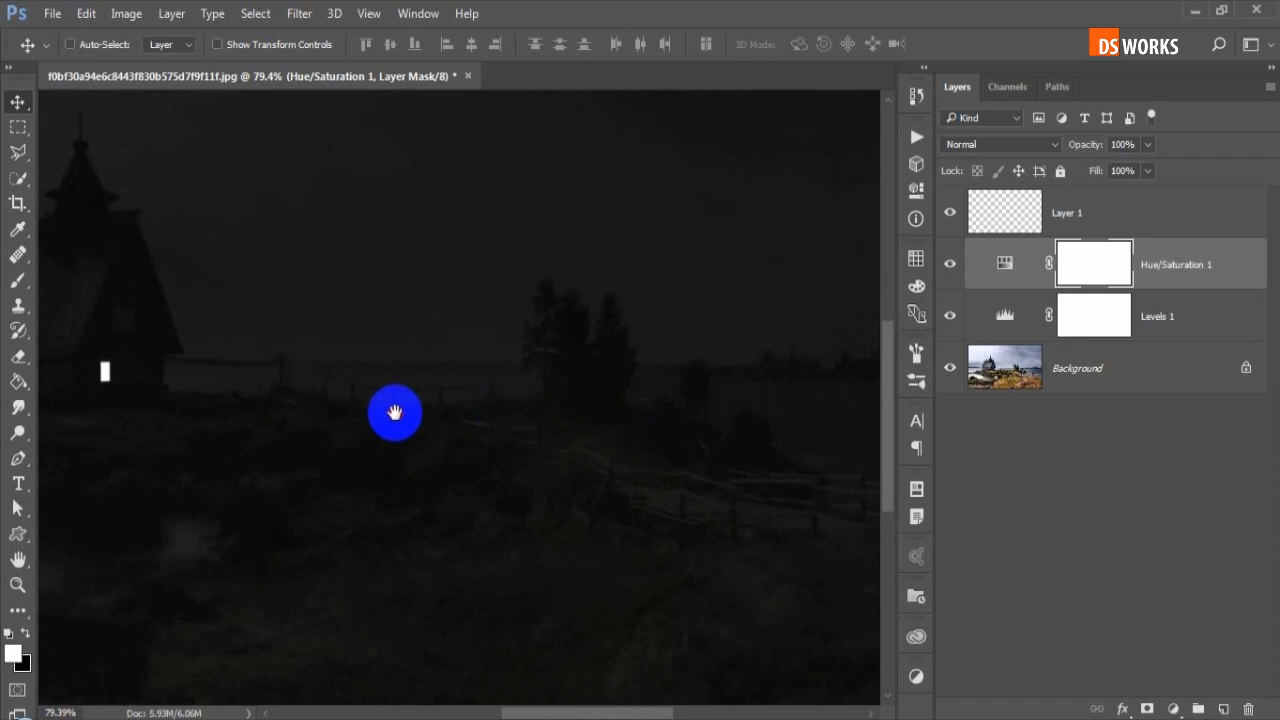 Ps File Edit Image Layer Type Select Filter 3D View Window Help
Auto-Select: Layer Show Transform Controls 3D Mode: DS WORKS
f0bf30a94e6c8443f830b575d7f9f11f.jpg @ 79.4% (Hue/Saturation 1, Layer Mask/8) *
Layers Channels Paths
Kind
Normal Opacity: 100%
Lock: Fill: 100%
Layer 1
Hue/Saturation 1
Levels 1
Background
79.39% Doc: 5.93M/6.06M